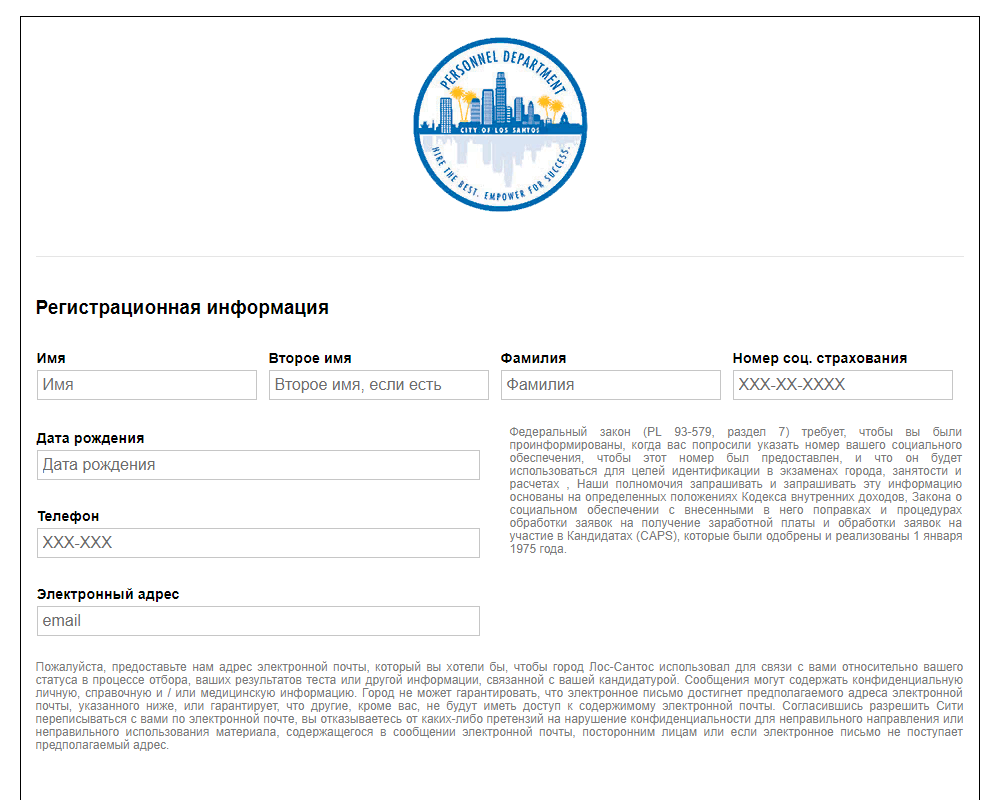 PERSONNEL DEPARTMENT
CITY OF LOS SANTOS
HIRE THE BEST. EMPOWER FOR SUCCESS.
Регистрационная информация
Имя
Второе имя
Фамилия
Номер соц. страхования
Имя
Второе имя, если есть
Фамилия
XXX-XX-XXXX
Дата рождения
Дата рождения
Телефон
XXX-XXX
Электронный адрес
email
Федеральный закон (PL 93-579, раздел 7) требует, чтобы вы были
проинформированы, когда вас попросили указать номер вашего социального
обеспечения, чтобы этот номер был предоставлен, и что он будет
использоваться для целей идентификации в экзаменах города, занятости и
расчетах , Наши полномочия запрашивать и запрашивать эту информацию
основаны на определенных положениях Кодекса внутренних доходов, Закона о
социальном обеспечении с внесенными в него поправках и процедурах
обработки заявок на получение заработной платы и обработки заявок на
участие в Кандидатах (CAPS), которые были одобрены и реализованы 1 января
1975 года.
Пожалуйста, предоставьте нам адрес электронной почты, который вы хотели бы, чтобы город Лос-Сантос использовал для связи с вами относительно вашего
статуса в процессе отбора, ваших результатов теста или другой информации, связанной с вашей кандидатурой. Сообщения могут содержать конфиденциальную
личную, справочную и / или медицинскую информацию. Город не может гарантировать, что электронное письмо достигнет предполагаемого адреса электронной
почты, указанного ниже, или гарантирует, что другие, кроме вас, не будут иметь доступ к содержимому электронной почты. Согласившись разрешить Сити
переписываться с вами по электронной почте, вы отказываетесь от каких-либо претензий на нарушение конфиденциальности для неправильного направления или
неправильного использования материала, содержащегося в сообщении электронной почты, посторонним лицам или если электронное письмо не поступает
предполагаемый адрес.